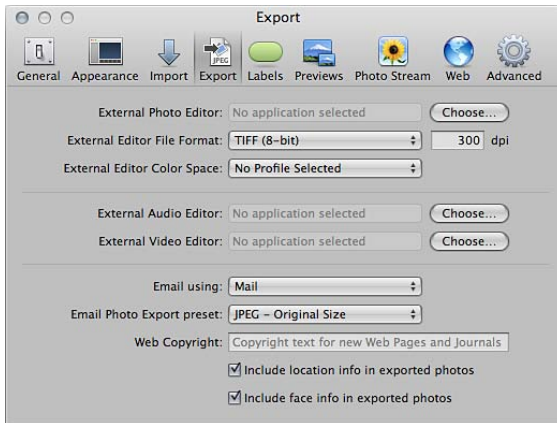 Export
General Appearance Import Export Labels Previews Photo Stream Web Advanced
JPEG
External Photo Editor: No application selected Choose...
External Editor File Format: TIFF (8-bit) 300 dpi
External Editor Color Space: No Profile Selected
External Audio Editor: No application selected Choose...
External Video Editor: No application selected Choose...
Email using: Mail
Email Photo Export preset: JPEG – Original Size
Web Copyright: Copyright text for new Web Pages and Journals
Include location info in exported photos
Include face info in exported photos